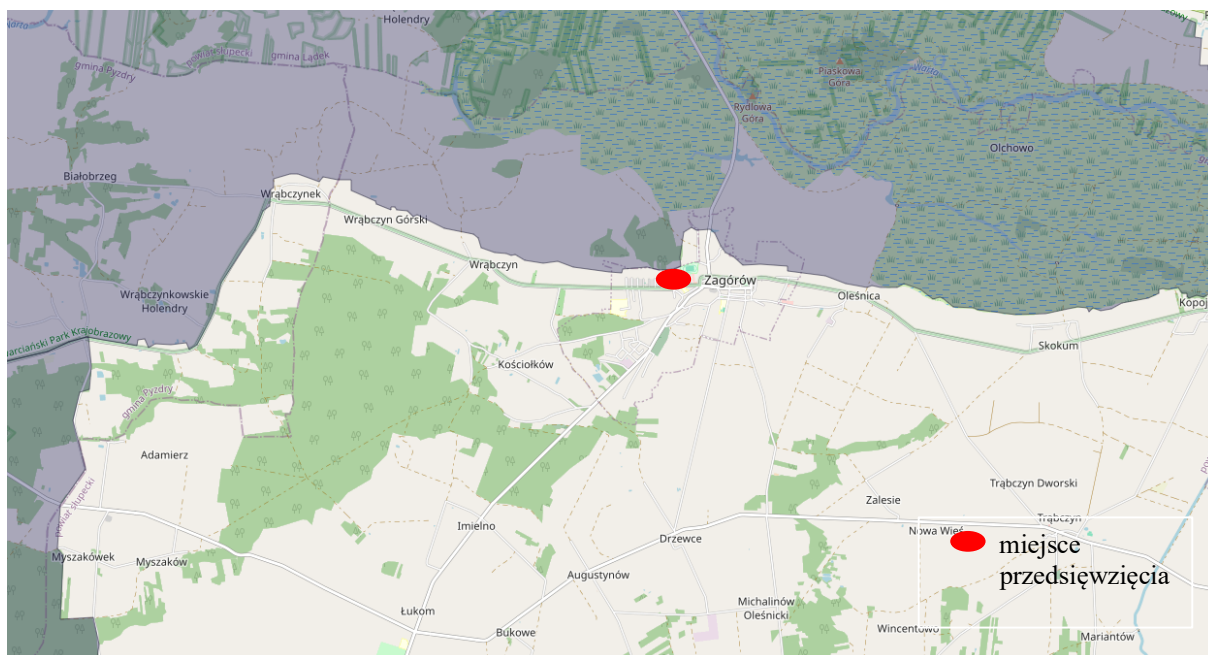 Holendry
gmina Lądek
powiat słupecki
gmina Pyzdry
Piaskowa
Góra
Rydlowa
Góra
Olchowo
Białobrzeg
Wrąbczynek
Wrąbczyn Górski
Wrąbczyn
Zagórów
Oleśnica
Wrąbczynkowskie
Holendry
Kopoj
Skokum
Kościołków
gmina Pyzdry
Adamierz
powiat słupecki
Trąbczyn Dworski
Zalesie
Imielno
Nowa Wieś
Trąbczyn
Drzewce
miejsce
przedsięwzięcia
Myszakówek
Myszaków
Augustynów
Łukom
Michalinów
Oleśnicki
Bukowe
Wincentowo
Mariantów